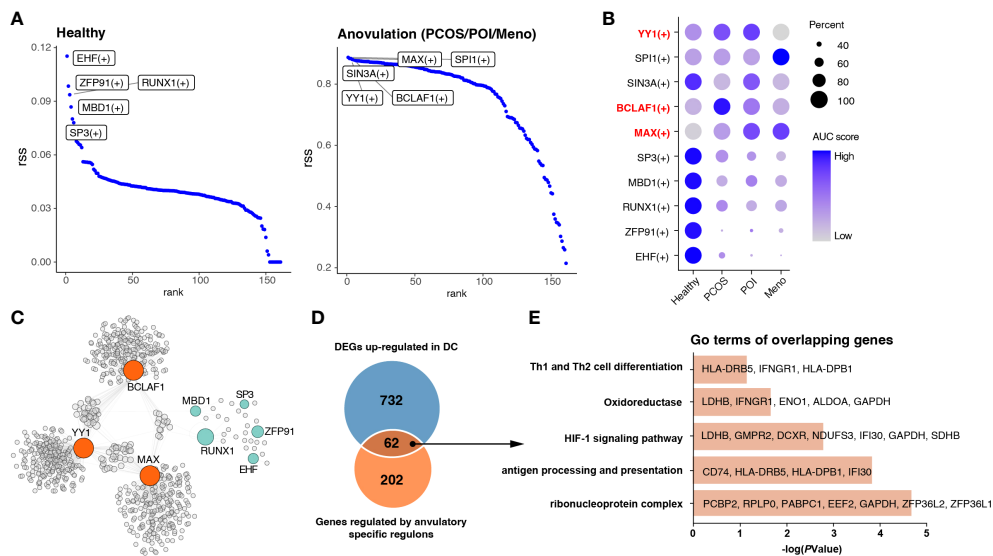 A
Healthy
0.12
0.09
0.06
0.03
0.00
rss
EHF(+)
ZFP91(+)
RUNX1(+)
MBD1(+)
SP3(+)
0
50
100
150
rank
Anovulation (PCOS/POI/Meno)
0.8
0.6
0.4
0.2
rss
MAX(+)
SPI1(+)
SIN3A(+)
YY1(+)
BCLAF1(+)
0
50
100
150
rank
B
YY1(+)
SPI1(+)
SIN3A(+)
BCLAF1(+)
MAX(+)
SP3(+)
MBD1(+)
RUNX1(+)
ZFP91(+)
EHF(+)
Healthy
PCOS
POI
Meno
Percent
40
60
80
100
AUC score
High
Low
C
BCLAF1
YY1
MAX
MBD1
SP3
ZFP91
RUNX1
EHF
D
DEGs up-regulated in DC
732
62
202
Genes regulated by anvulatory
specific regulons
E
Go terms of overlapping genes
Th1 and Th2 cell differentiation
HLA-DRB5, IFNGR1, HLA-DPB1
Oxidoreductase
LDHB, IFNGR1, ENO1, ALDOA, GAPDH
HIF-1 signaling pathway
LDHB, GMPR2, DCXR, NDUFS3, IFI30, GAPDH, SDHB
antigen processing and presentation
CD74, HLA-DRB5, HLA-DPB1, IFI30
ribonucleoprotein complex
PCBP2, RPLP0, PABPC1, EEF2, GAPDH, ZFP36L2, ZFP36L1
0
1
2
3
4
5
-log(PValue)